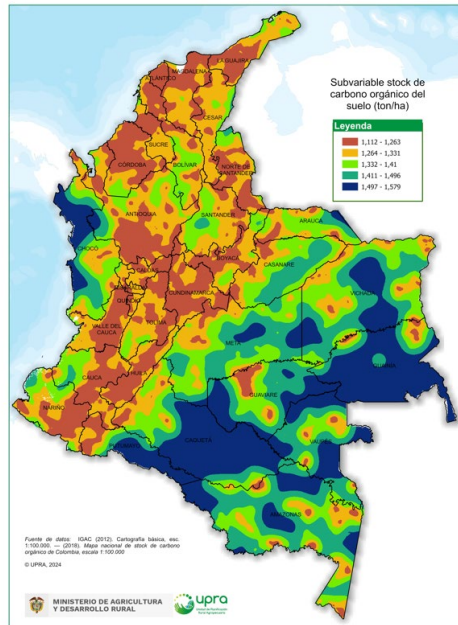 Subvariable stock de
carbono orgánico del
suelo (ton/ha)
Leyenda
1,112 - 1,263
1,264 - 1,331
1,332 - 1,41
1,411 - 1,496
1,497 - 1,579
LA GUAJIRA
MAGDALENA
ATLÁNTICO
CESAR
SUCRE
BOLÍVAR
NORTE DE
SANTANDER
CÓRDOBA
ANTIOQUIA
SANTANDER
ARAUCA
CHOCÓ
BOYACÁ
CASANARE
CALDAS
VICHADA
QUINDÍO
CUNDINAMARCA
VALLE DEL
CAUCA
TOLIMA
META
CAUCA
HUILA
GUAVIARE
NARIÑO
CAQUETÁ
VAUPÉS
AMAZONAS
Fuente de datos: IGAC (2012). Cartografía básica, esc.
1:100.000. — (2018). Mapa nacional de stock de carbono
orgánico de Colombia, escala 1:100.000
© UPRA, 2024
MINISTERIO DE AGRICULTURA
Y DESARROLLO RURAL
upra